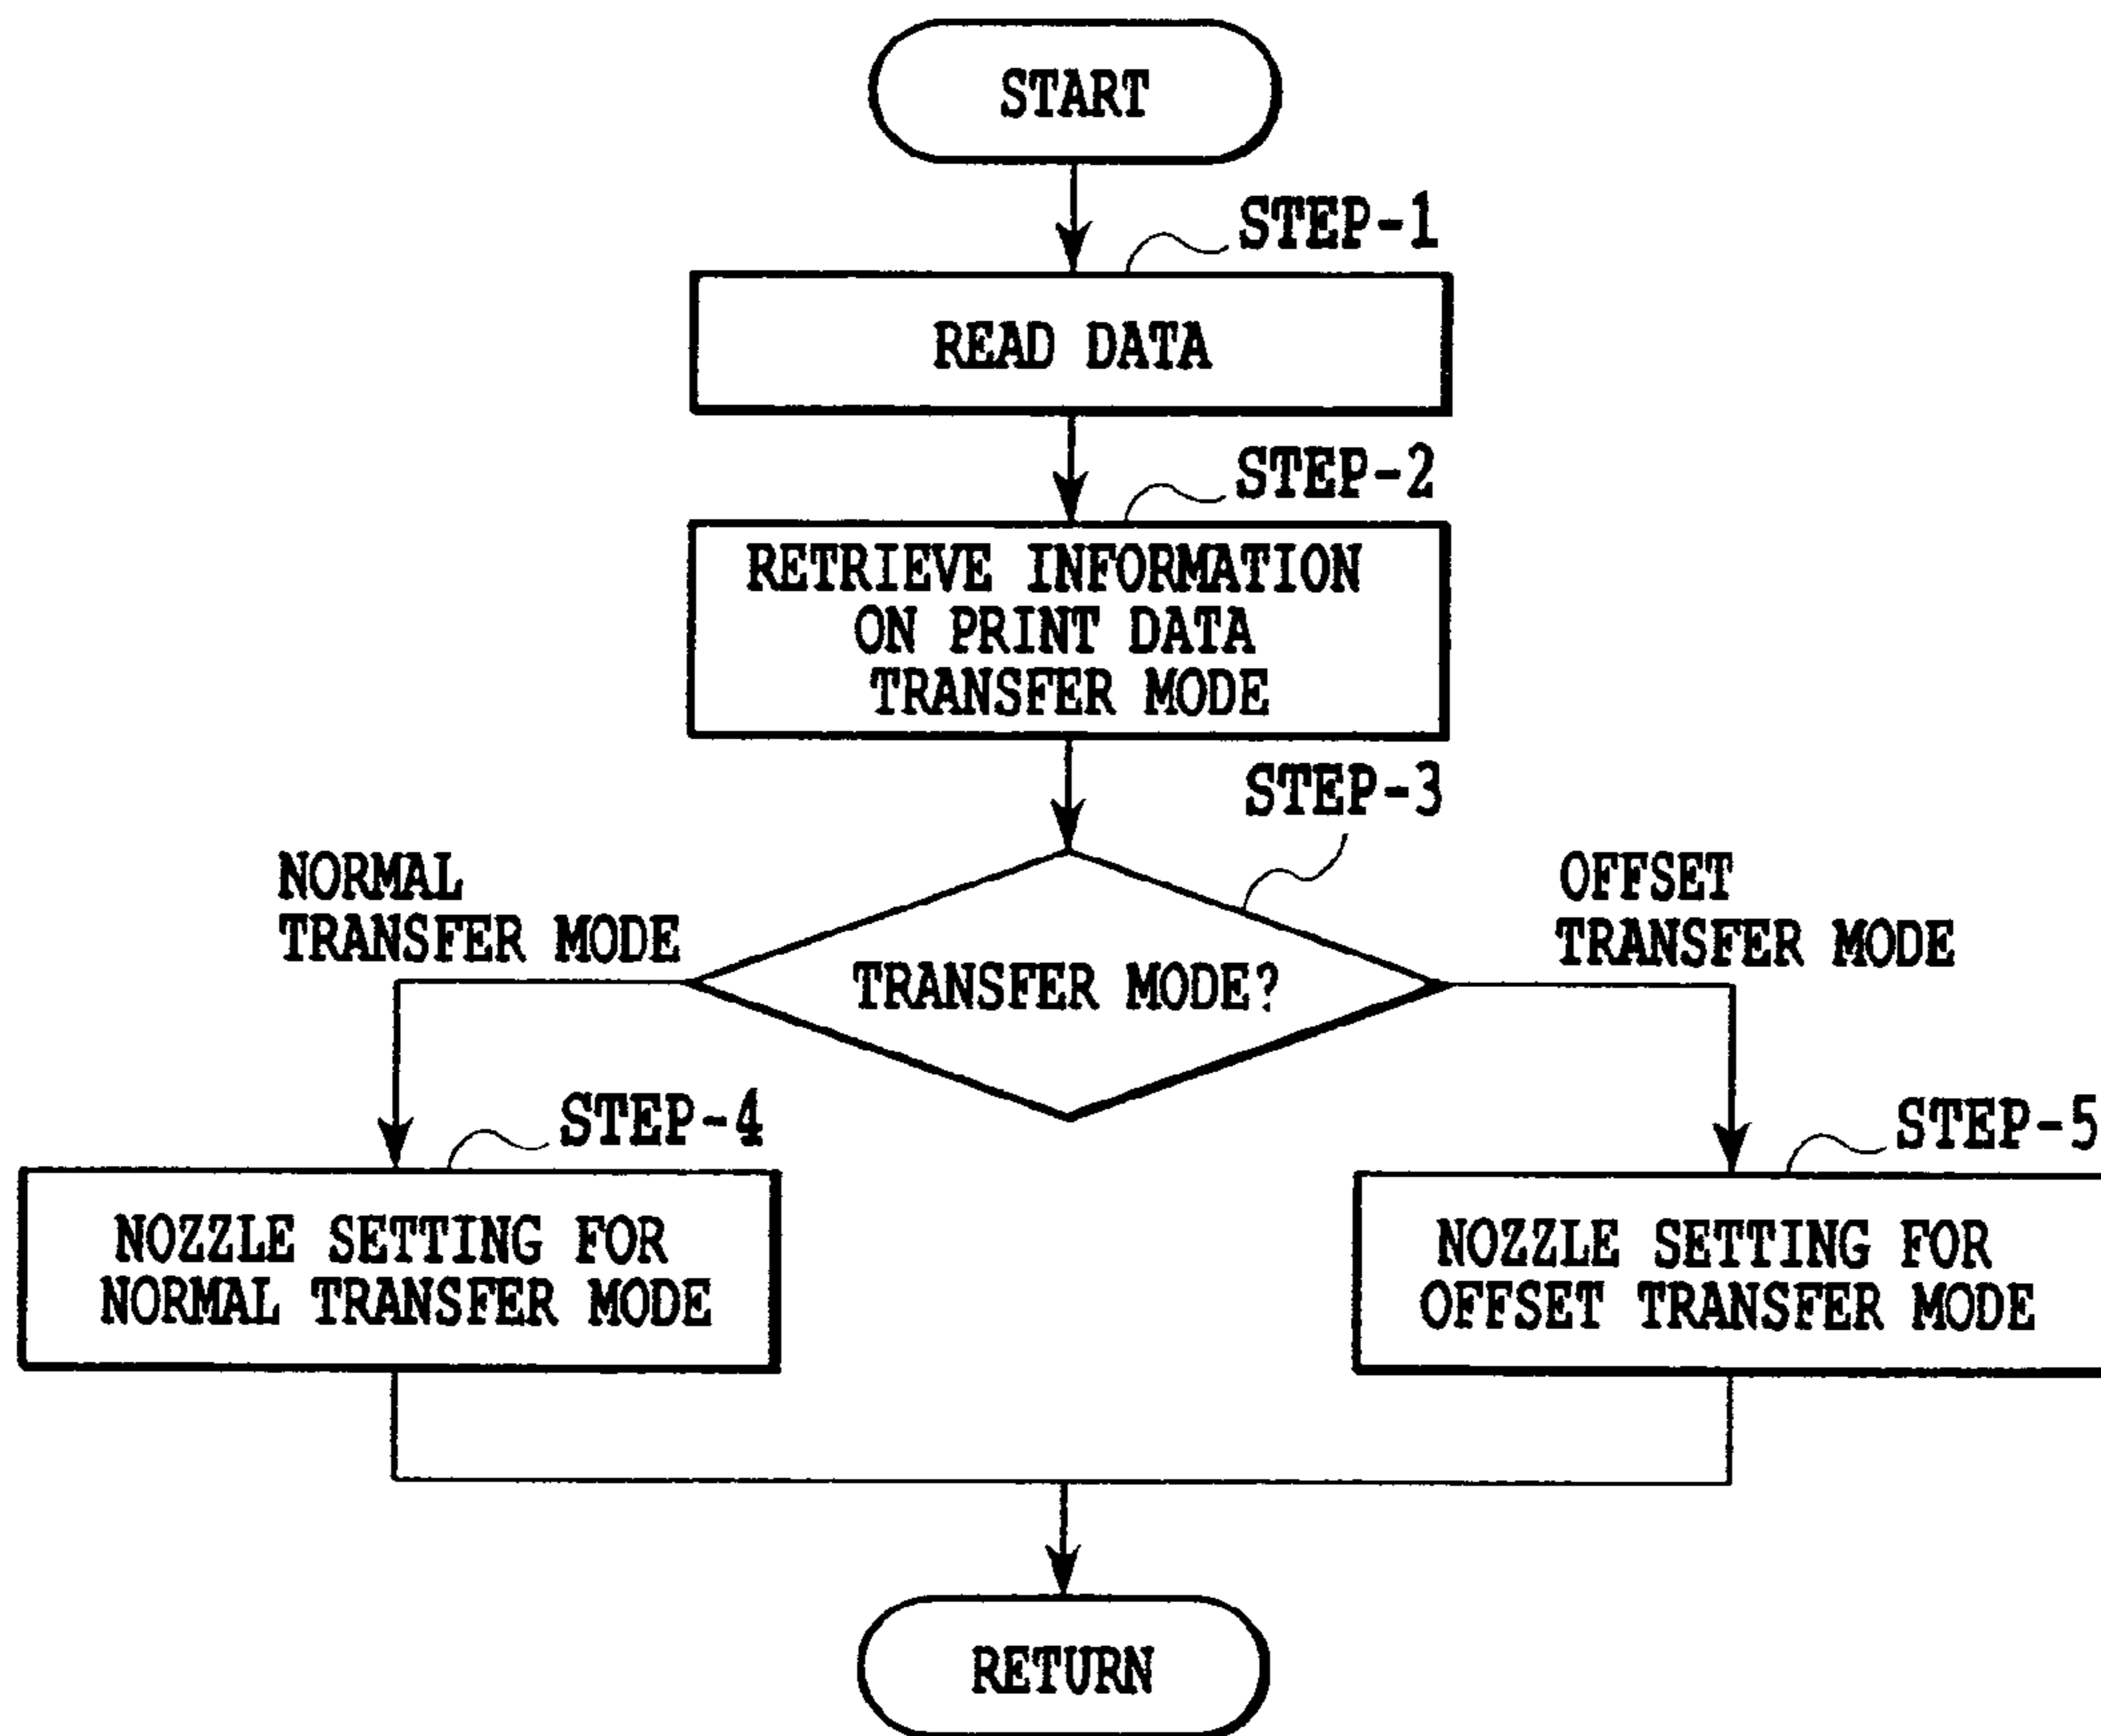 START
STEP-1
READ DATA
STEP-2
RETRIEVE INFORMATION
ON PRINT DATA
TRANSFER MODE
STEP-3
NORMAL
TRANSFER MODE
OFFSET
TRANSFER MODE
TRANSFER MODE?
STEP-4
STEP-5
NOZZLE SETTING FOR
NORMAL TRANSFER MODE
NOZZLE SETTING FOR
OFFSET TRANSFER MODE
RETURN